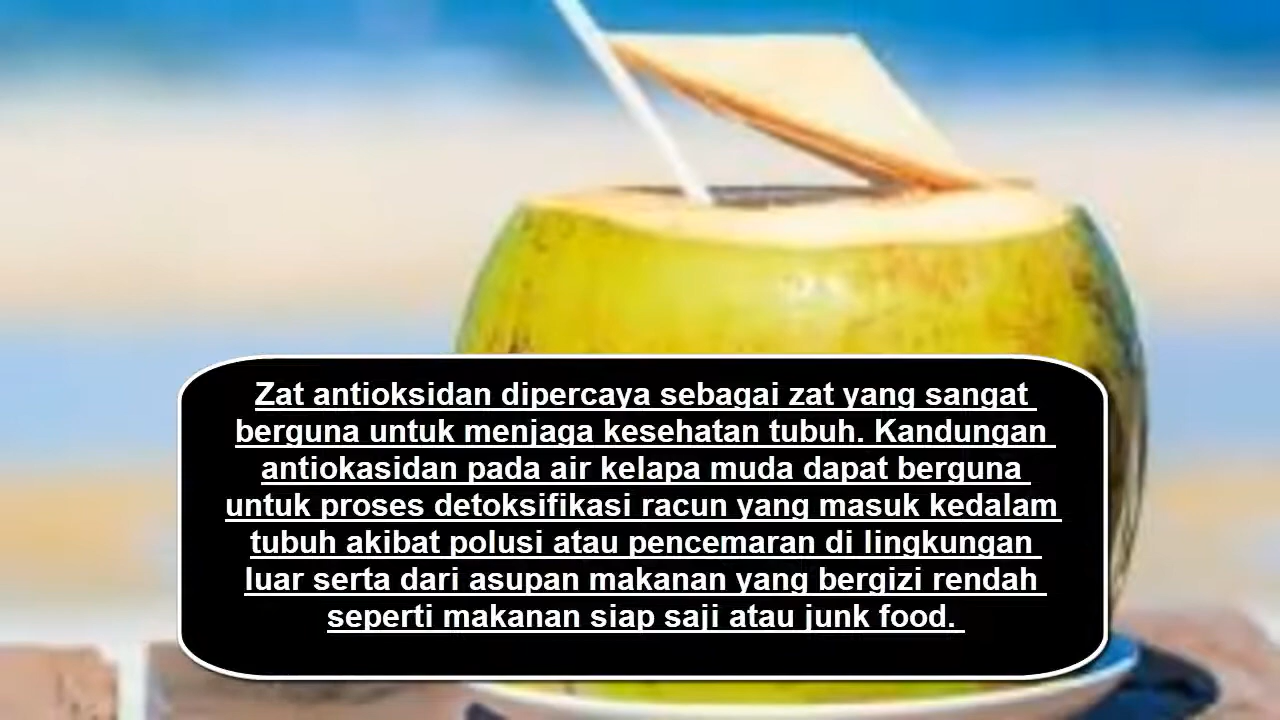 Zat antioksidan dipercaya sebagai zat yang sangat
berguna untuk menjaga kesehatan tubuh. Kandungan
antiokasidan pada air kelapa muda dapat berguna
untuk proses detoksifikasi racun yang masuk kedalam
tubuh akibat polusi atau pencemaran di lingkungan
luar serta dari asupan makanan yang bergizi rendah
seperti makanan siap saji atau junk food.